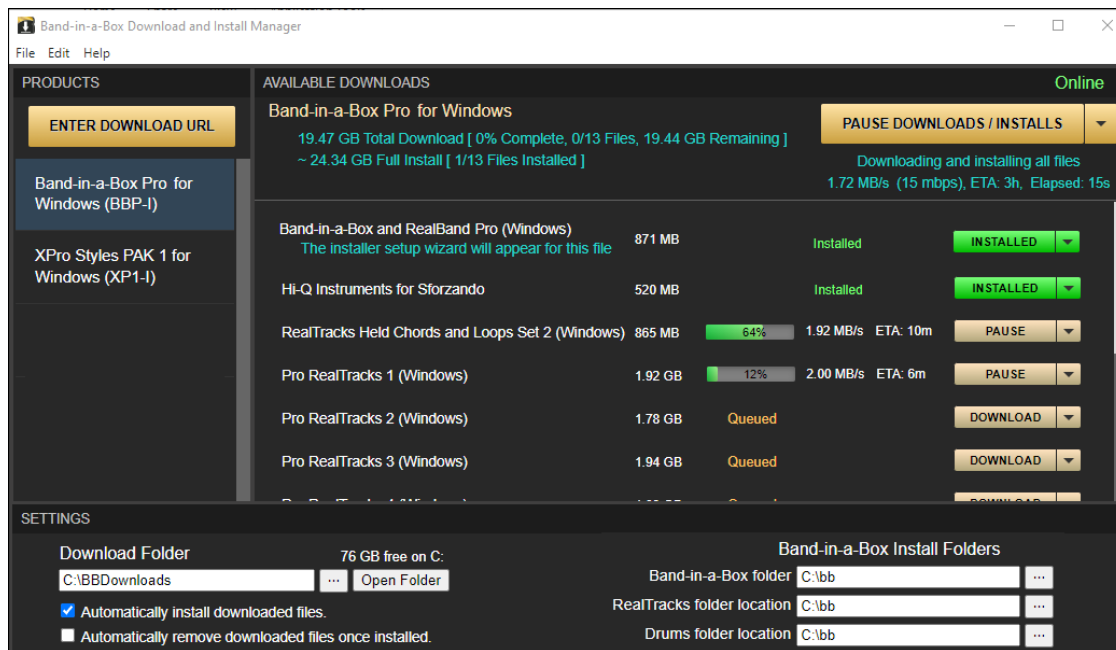 Band-in-a-Box Download and Install Manager
File Edit Help
PRODUCTS
ENTER DOWNLOAD URL
Band-in-a-Box Pro for
Windows (BBP-I)
XPro Styles PAK 1 for
Windows (XP1-I)
AVAILABLE DOWNLOADS
Online
Band-in-a-Box Pro for Windows
19.47 GB Total Download [ 0% Complete, 0/13 Files, 19.44 GB Remaining ]
~ 24.34 GB Full Install [ 1/13 Files Installed ]
PAUSE DOWNLOADS / INSTALLS
Downloading and installing all files
1.72 MB/s (15 mbps), ETA: 3h, Elapsed: 15s
Band-in-a-Box and RealBand Pro (Windows)
The installer setup wizard will appear for this file
871 MB Installed INSTALLED
Hi-Q Instruments for Sforzando 520 MB Installed INSTALLED
RealTracks Held Chords and Loops Set 2 (Windows) 865 MB 64% 1.92 MB/s ETA: 10m PAUSE
Pro RealTracks 1 (Windows) 1.92 GB 12% 2.00 MB/s ETA: 6m PAUSE
Pro RealTracks 2 (Windows) 1.78 GB Queued DOWNLOAD
Pro RealTracks 3 (Windows) 1.94 GB Queued DOWNLOAD
SETTINGS
Download Folder 76 GB free on C:
C:\BBDownloads ... Open Folder
Automatically install downloaded files.
Automatically remove downloaded files once installed.
Band-in-a-Box Install Folders
Band-in-a-Box folder C:\bb ...
RealTracks folder location C:\bb ...
Drums folder location C:\bb ...